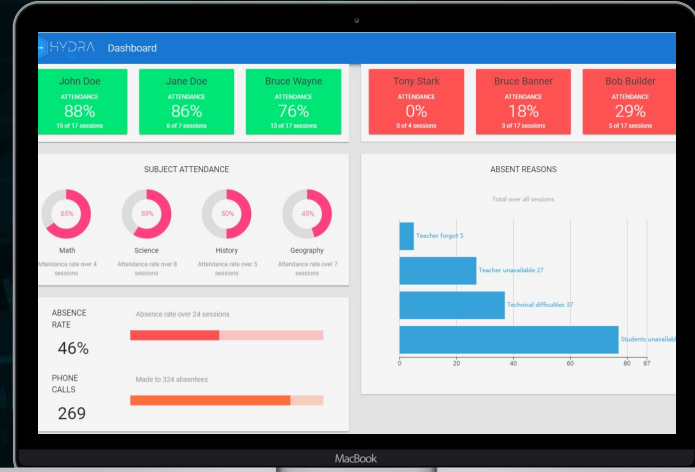 HYDRA
Dashboard
John Doe
ATTENDANCE
88%
15 of 17 sessions
Jane Doe
ATTENDANCE
86%
6 of 7 sessions
Bruce Wayne
ATTENDANCE
76%
13 of 17 sessions
Tony Stark
ATTENDANCE
0%
0 of 4 sessions
Bruce Banner
ATTENDANCE
18%
3 of 17 sessions
Bob Builder
ATTENDANCE
29%
5 of 17 sessions
SUBJECT ATTENDANCE
65%
Math
Attendance rate over 4
sessions
59%
Science
Attendance rate over 8
sessions
50%
History
Attendance rate over 5
sessions
45%
Geography
Attendance rate over 7
sessions
ABSENT REASONS
Total over all sessions
Teacher forgot 5
Teacher unavailable 27
Technical difficulties 37
Students unavailab
0 20 40 60 80 87
ABSENCE
RATE
46%
Absence rate over 24 sessions
PHONE
CALLS
269
Made to 324 absentees
MacBook